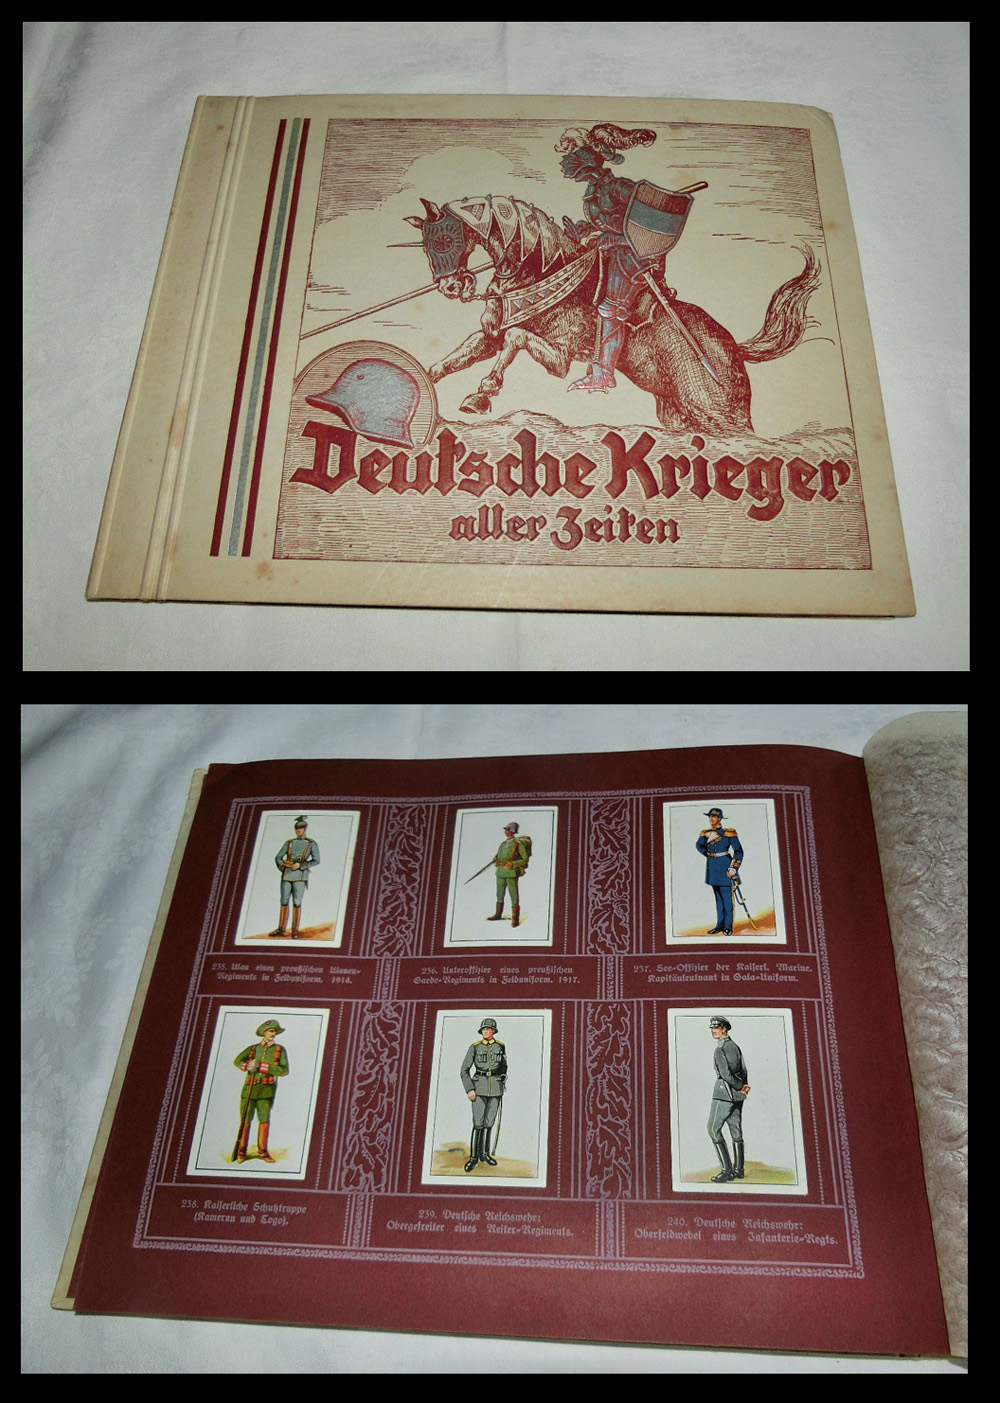 Deutsche Krieger
aller Zeiten
235. Ulan eines preußischen Ulanen-
Regiments in Felduniform. 1914.
236. Unteroffizier eines preußischen
Garde-Regiments in Felduniform. 1917.
237. See-Offizier der Kaiserl. Marine.
Kapitänleutnant in Gala-Uniform.
238. Kaiserliche Schutztruppe
(Kamerun und Togo).
239. Deutsche Reichswehr:
Obergefreiter eines Reiter-Regiments.
240. Deutsche Reichswehr:
Oberfeldwebel eines Infanterie-Regts.